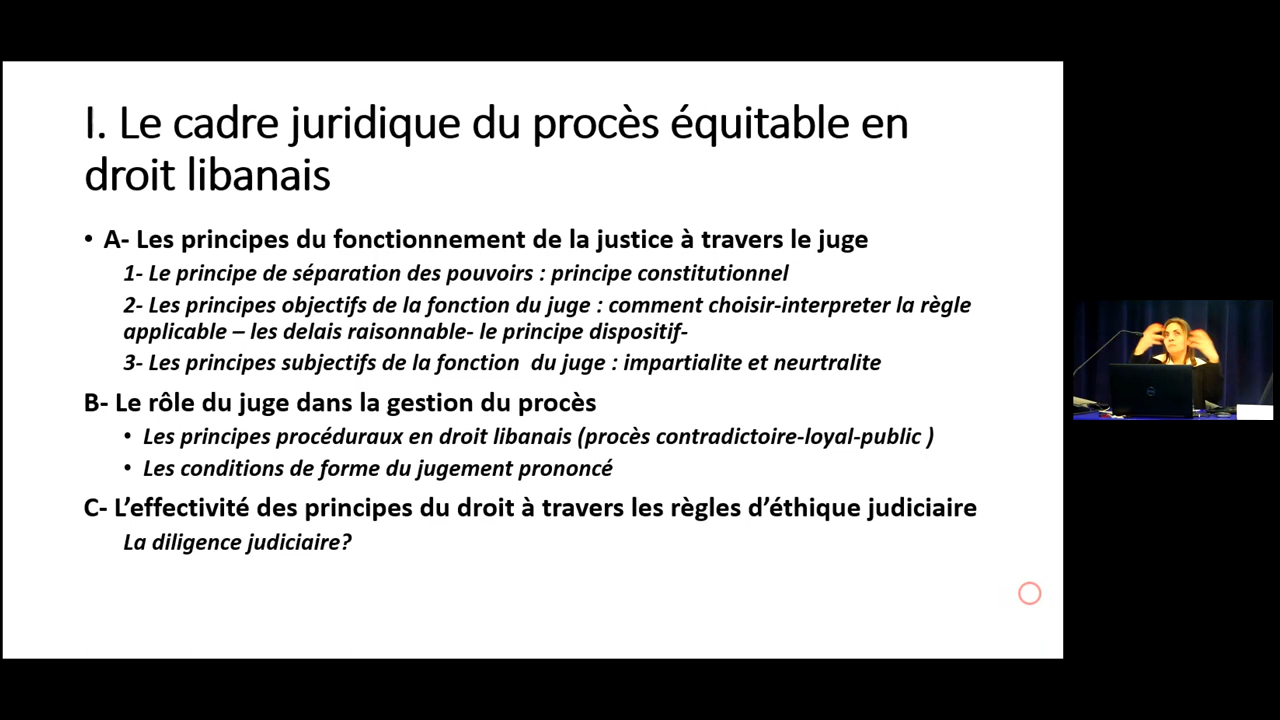 I. Le cadre juridique du procès équitable en
droit libanais
• A- Les principes du fonctionnement de la justice à travers le juge
1- Le principe de séparation des pouvoirs : principe constitutionnel
2- Les principes objectifs de la fonction du juge : comment choisir-interpreter la règle
applicable – les delais raisonnable- le principe dispositif-
3- Les principes subjectifs de la fonction  du juge : impartialite et neurtralite
B- Le rôle du juge dans la gestion du procès
• Les principes procéduraux en droit libanais (procès contradictoire-loyal-public )
• Les conditions de forme du jugement prononcé
C- L’effectivité des principes du droit à travers les règles d’éthique judiciaire
La diligence judiciaire?